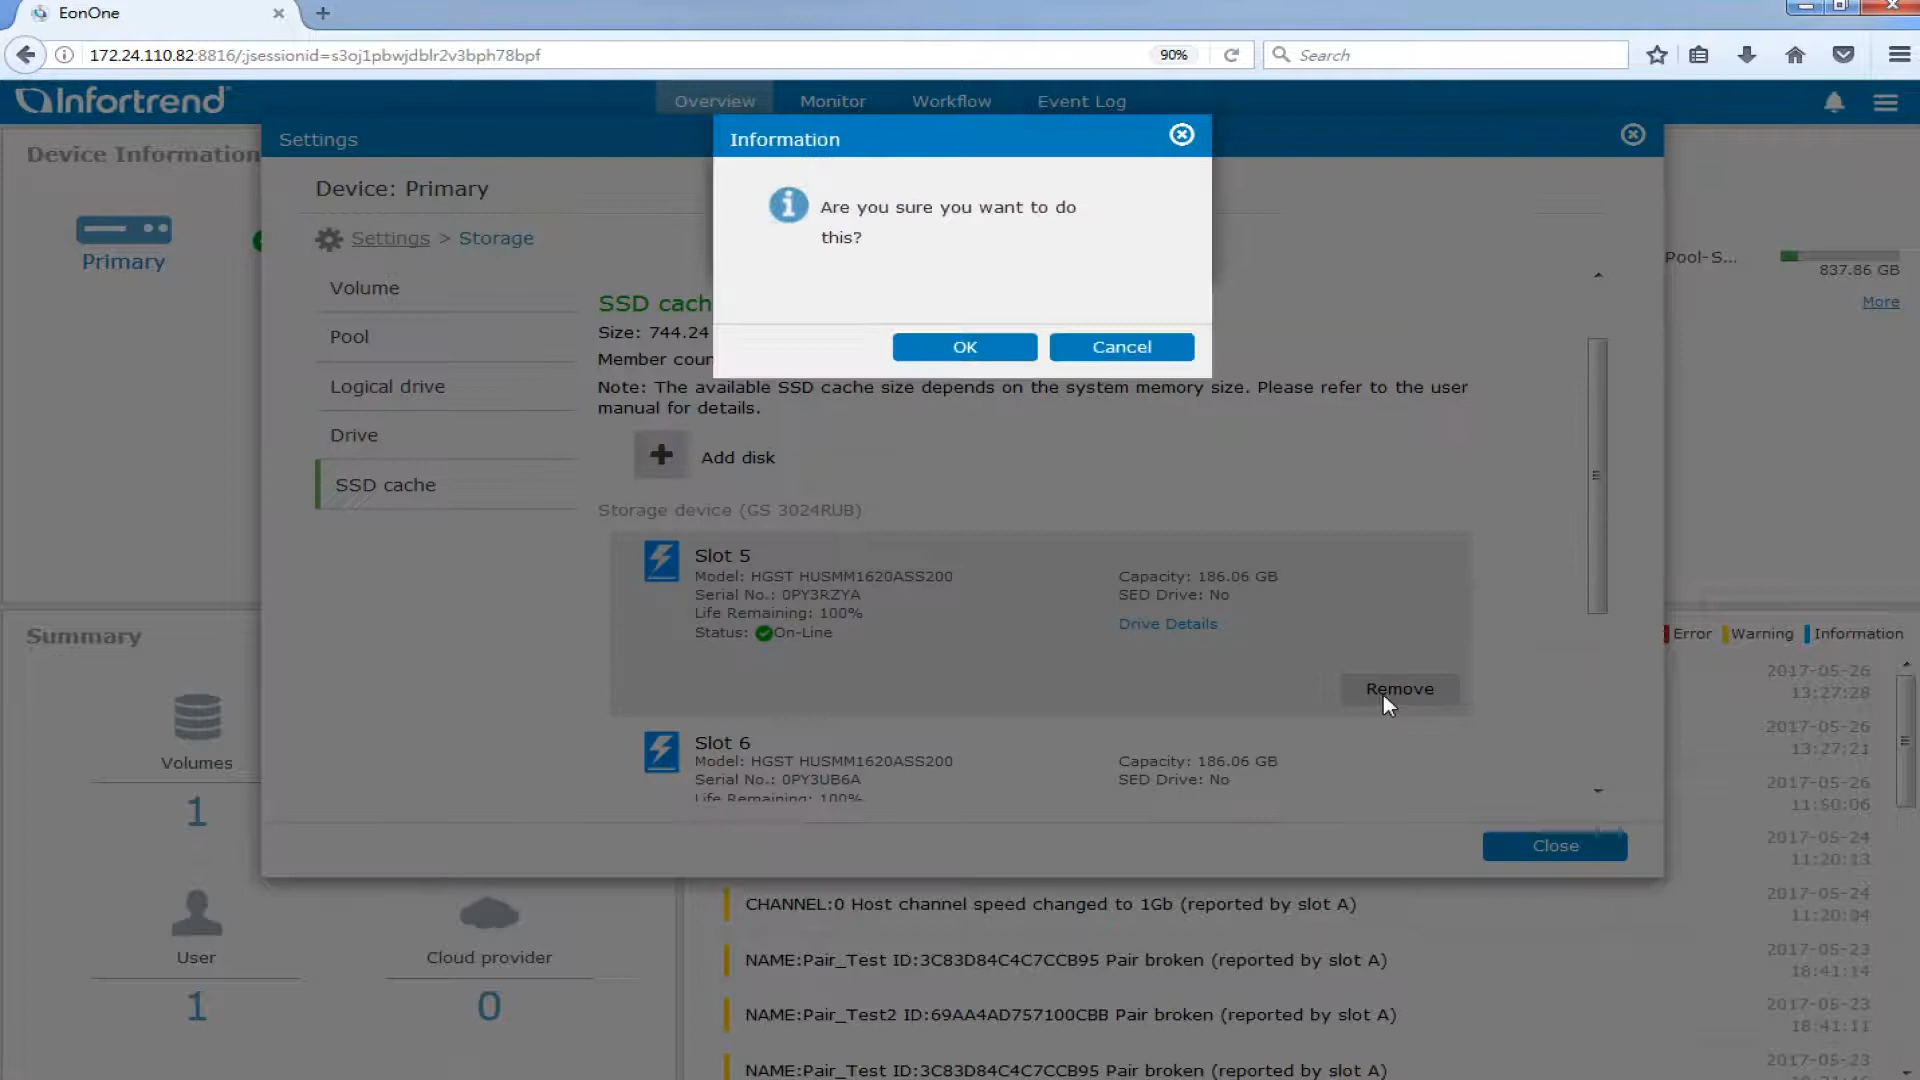 EonOne
172.24.110.82:8816/;jsessionid=s3oj1pbwjdblr2v3bph78bpf
90%
Search
Infortrend
Overview
Monitor
Workflow
Event Log
Device Information
Primary
Settings
Device: Primary
Settings > Storage
Volume
Pool
Logical drive
Drive
SSD cache
Information
Are you sure you want to do
this?
OK
Cancel
SSD cach
Size: 744.24
Member coun
Note: The available SSD cache size depends on the system memory size. Please refer to the user
manual for details.
Add disk
Storage device (GS 3024RUB)
Slot 5
Model: HGST HUSMM1620ASS200
Serial No.: 0PY3RZYA
Life Remaining: 100%
Status: On-Line
Capacity: 186.06 GB
SED Drive: No
Drive Details
Remove
Slot 6
Model: HGST HUSMM1620ASS200
Serial No.: 0PY3UB6A
Life Remaining: 100%
Capacity: 186.06 GB
SED Drive: No
Close
Pool-S...
837.86 GB
More
Summary
Volumes
1
User
1
Cloud provider
0
Error Warning Information
2017-05-26
13:27:28
2017-05-26
13:27:21
2017-05-26
11:50:06
2017-05-24
11:20:13
CHANNEL:0 Host channel speed changed to 1Gb (reported by slot A)
2017-05-24
11:20:04
NAME:Pair_Test ID:3C83D84C4C7CCB95 Pair broken (reported by slot A)
2017-05-23
18:41:14
NAME:Pair_Test2 ID:69AA4AD757100CBB Pair broken (reported by slot A)
2017-05-23
18:41:11
NAME:Pair_Test ID:3C83D84C4C7CCB95 Pair broken (reported by slot A)
2017-05-23